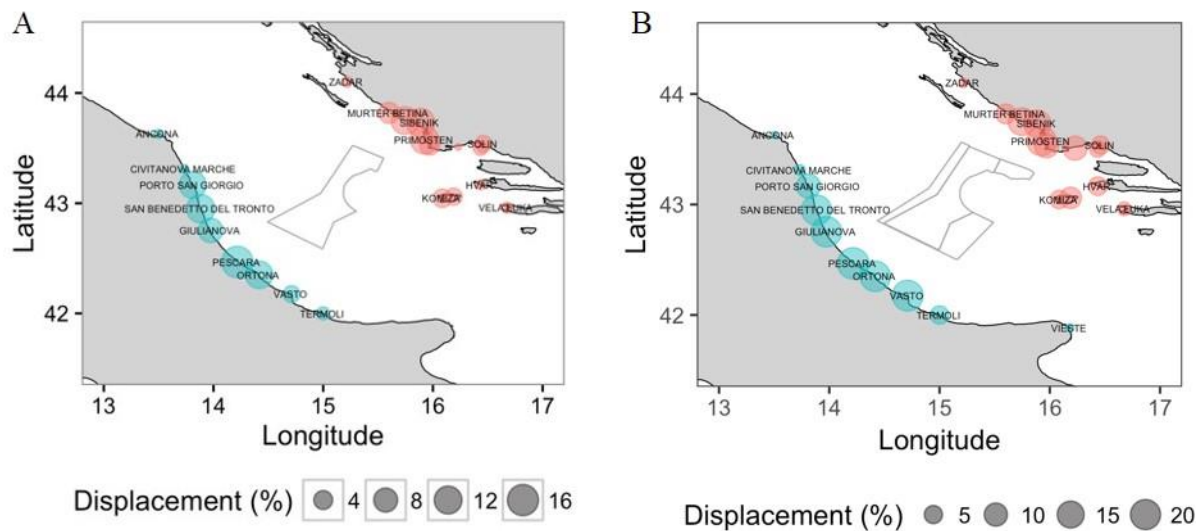 A
Latitude
44
43
42
ZADAR
MURTER BETINA
SIBENIK
PRIMOSTEN
SOLIN
ANCONA
CIVITANOVA MARCHE
PORTO SAN GIORGIO
HVAR
SAN BENEDETTO DEL TRONTO
VELA LUKA
GIULIANOVA
PESCARA
ORTONA
VASTO
TERMOLI
13 14 15 16 17
Longitude
Displacement (%) 4 8 12 16
B
Latitude
44
43
42
ZADAR
MURTER BETINA
SIBENIK
PRIMOSTEN
SOLIN
ANCONA
CIVITANOVA MARCHE
PORTO SAN GIORGIO
HVAR
SAN BENEDETTO DEL TRONTO
VELA LUKA
GIULIANOVA
PESCARA
ORTONA
VASTO
TERMOLI
VIESTE
13 14 15 16 17
Longitude
Displacement (%) 5 10 15 20